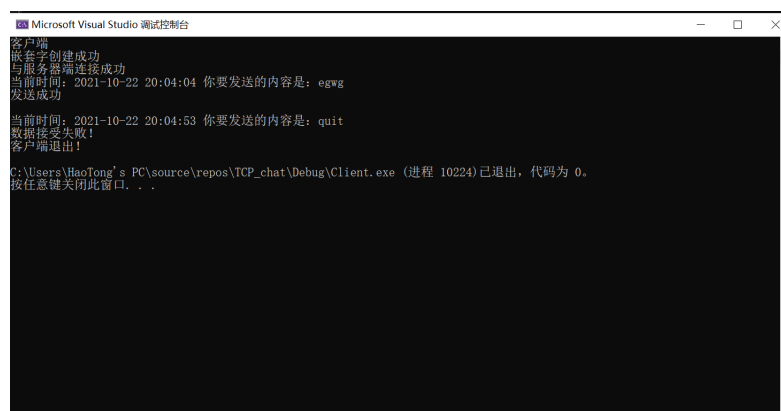 Microsoft Visual Studio 调试控制台
客户端
嵌套字创建成功
与服务器端连接成功
当前时间: 2021-10-22 20:04:04 你要发送的内容是: egwg
发送成功
当前时间: 2021-10-22 20:04:53 你要发送的内容是: quit
数据接受失败!
客户端退出!
C:\Users\HaoTong's PC\source\repos\TCP_chat\Debug\Client.exe (进程 10224)已退出，代码为 0。
按任意键关闭此窗口. . .